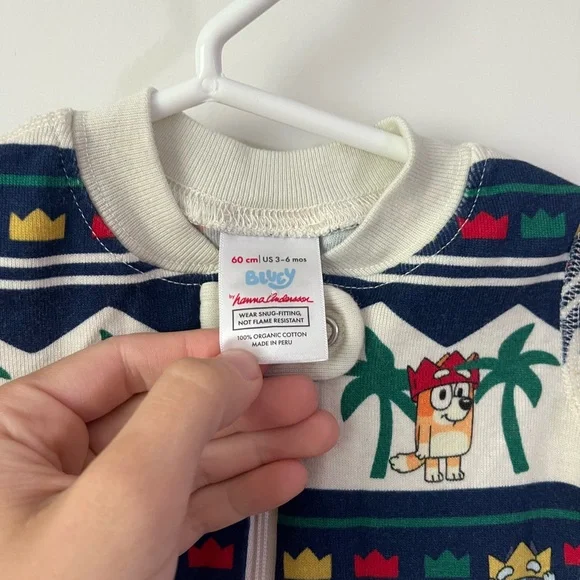 60 cm | US 3-6 mos
BLUEY
by hanna Andersson
WEAR SNUG-FITTING,
NOT FLAME RESISTANT
100% ORGANIC COTTON
MADE IN PERU